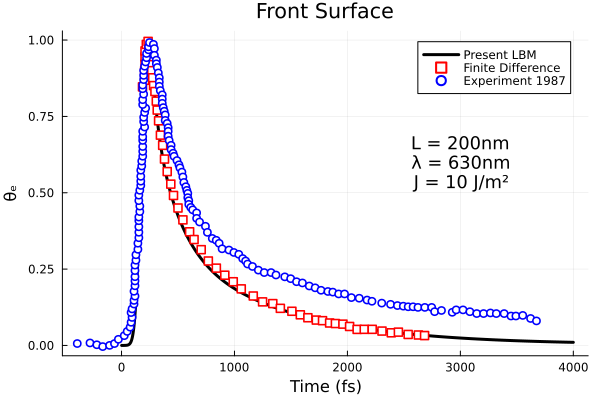 Front Surface
1.00
0.75
0.50
0.25
0.00
θₑ
Present LBM
Finite Difference
Experiment 1987
L = 200nm
λ = 630nm
J = 10 J/m²
0
1000
2000
3000
4000
Time (fs)